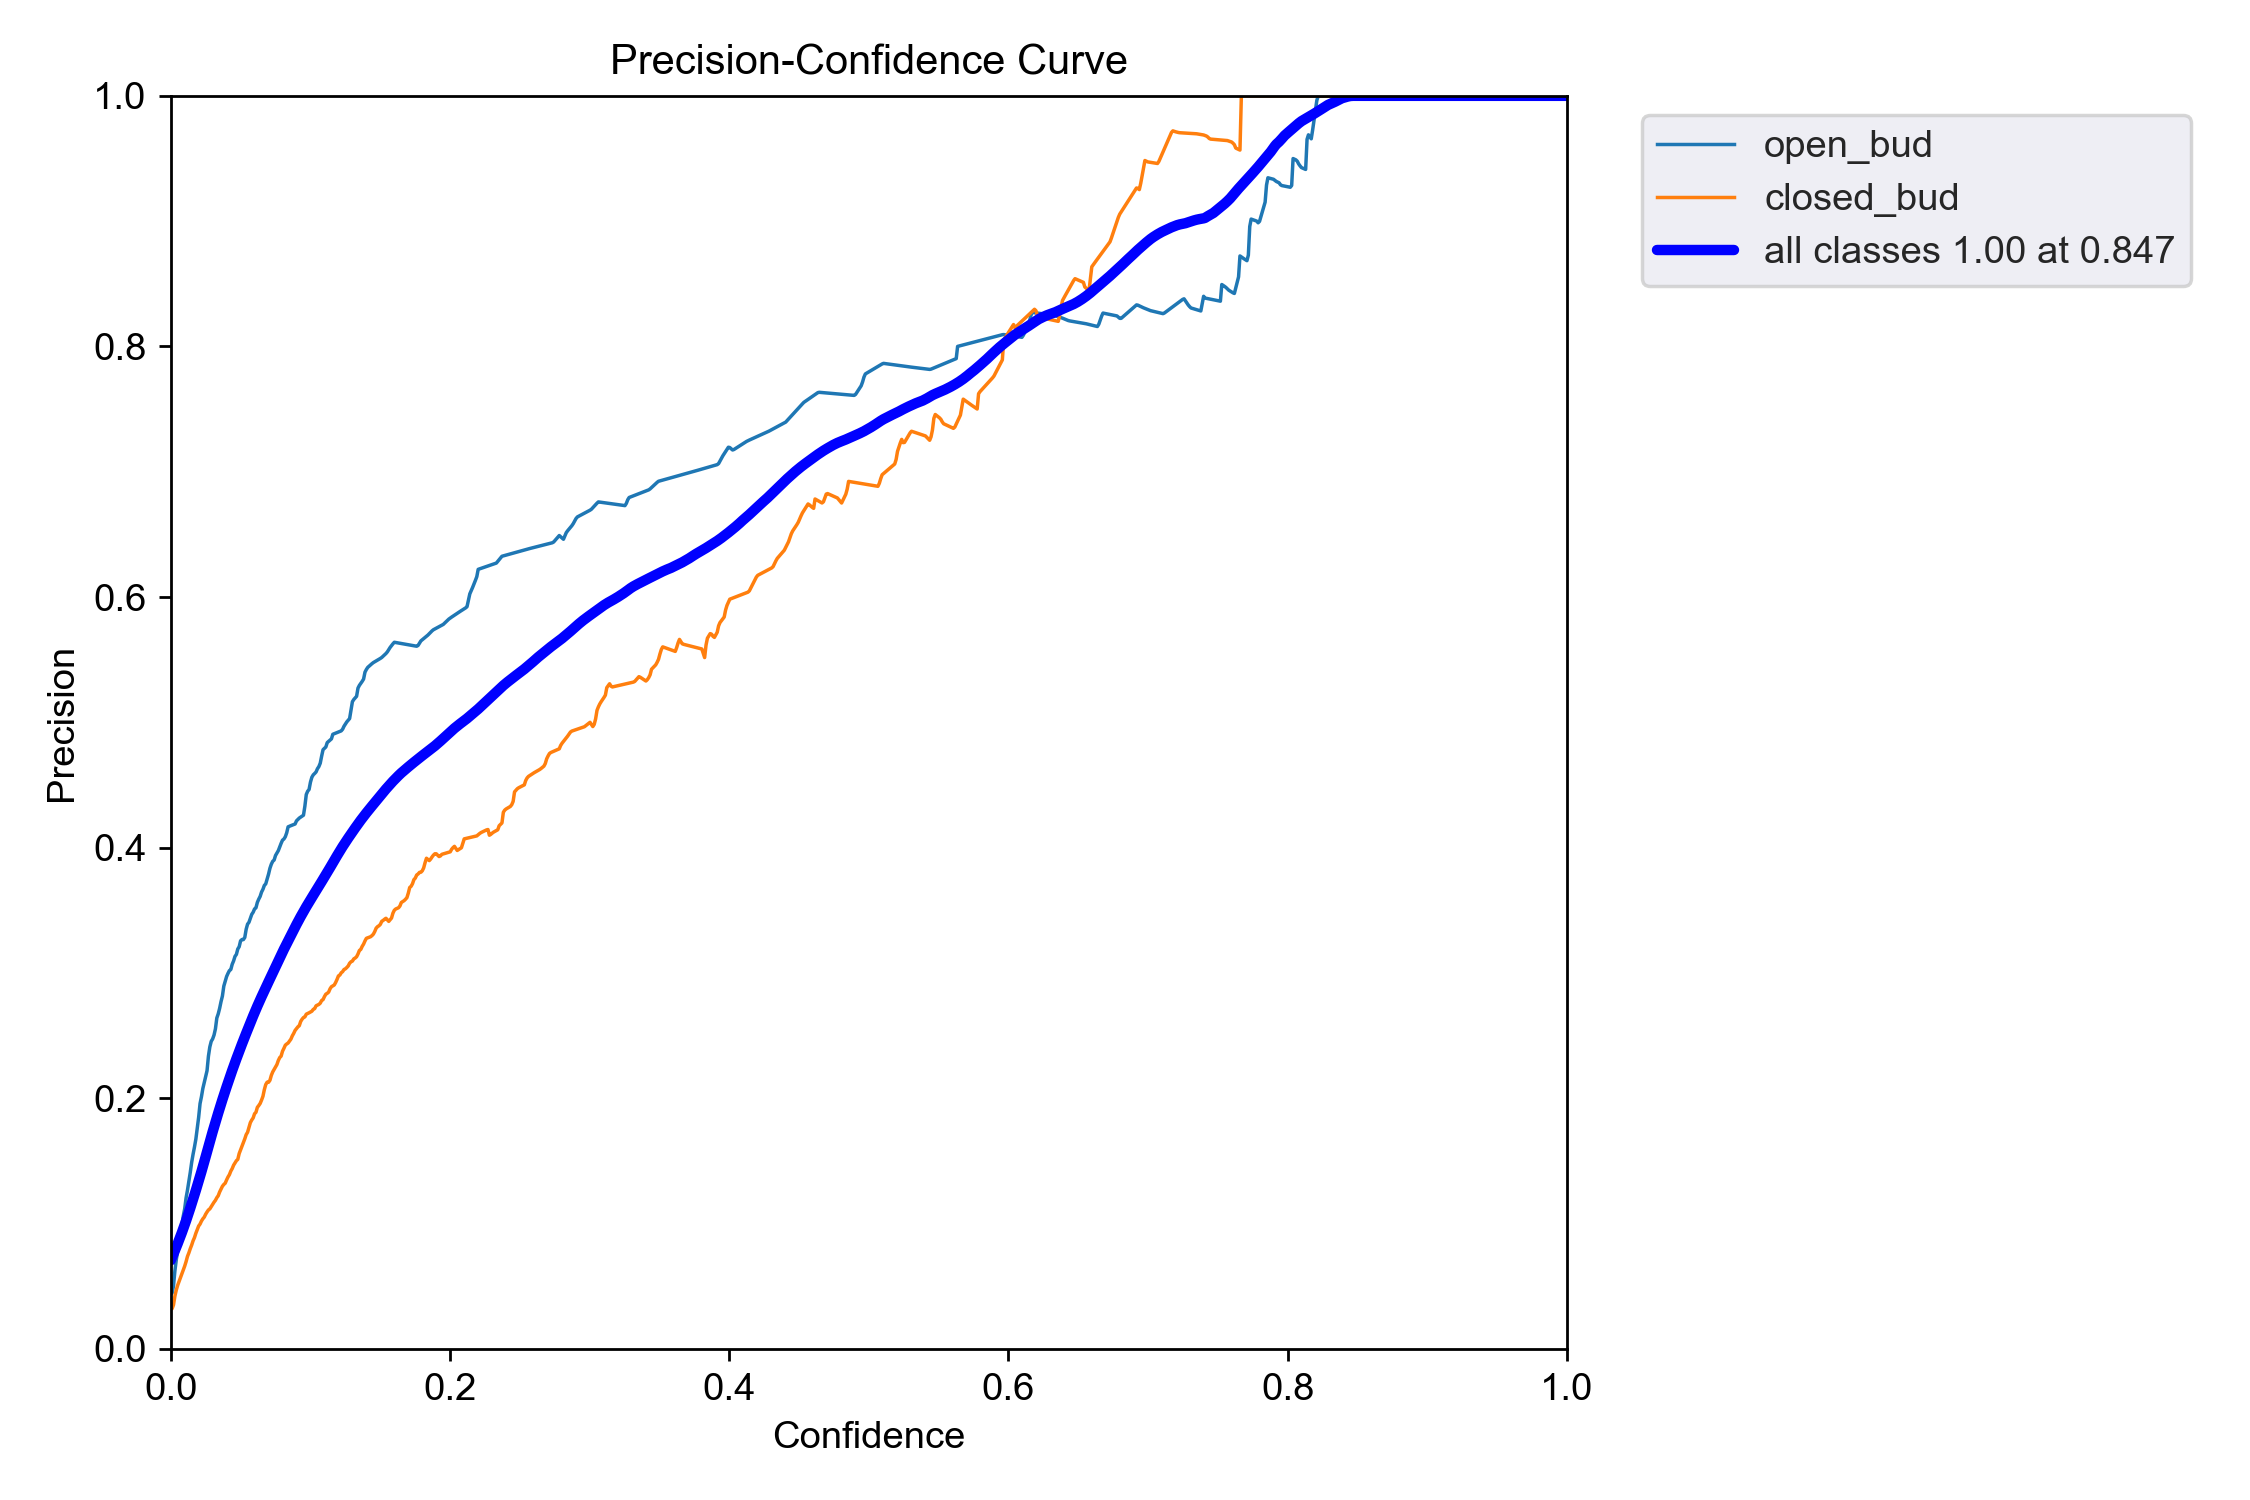 Precision-Confidence Curve
1.0
0.8
0.6
0.4
0.2
0.0
Precision
0.0 0.2 0.4 0.6 0.8 1.0
Confidence
open_bud
closed_bud
all classes 1.00 at 0.847